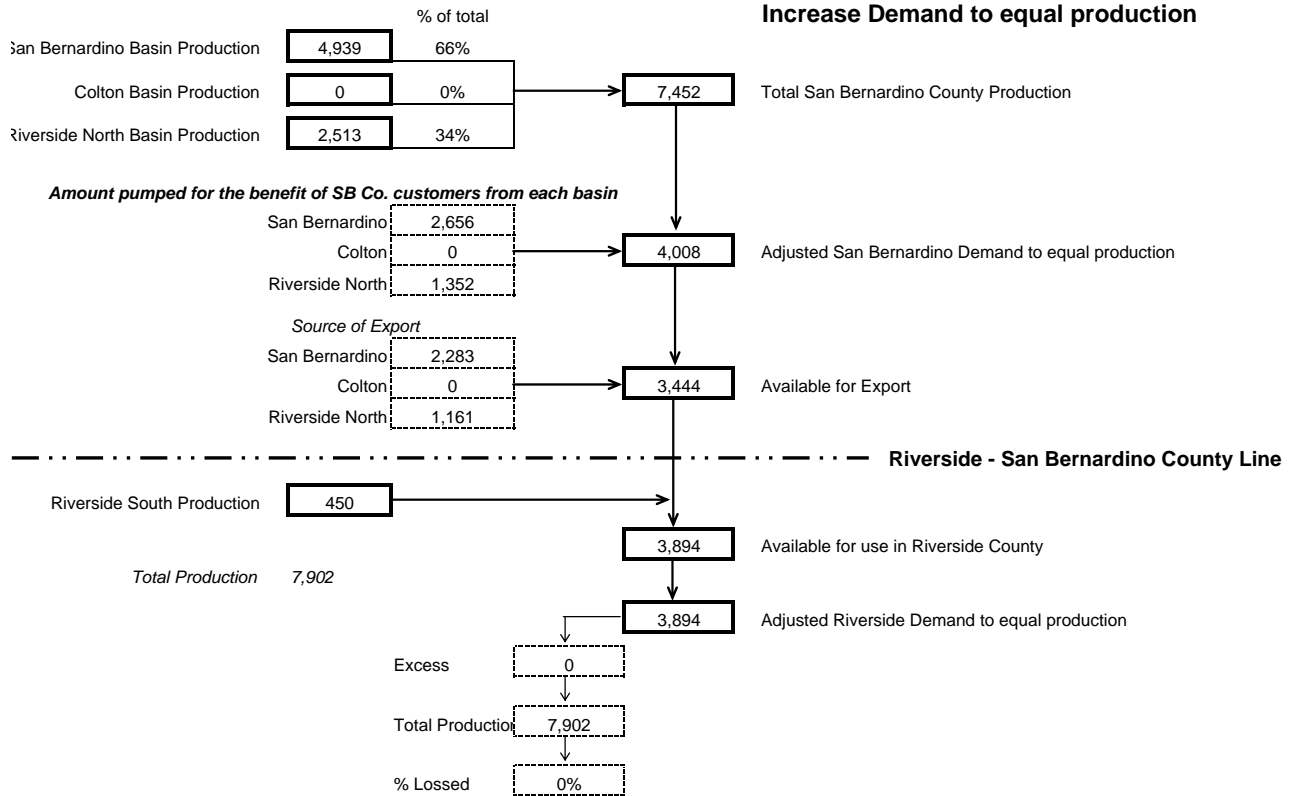 % of total
Increase Demand to equal production
San Bernardino Basin Production 4,939 66%
Colton Basin Production 0 0% 7,452 Total San Bernardino County Production
Riverside North Basin Production 2,513 34%
Amount pumped for the benefit of SB Co. customers from each basin
San Bernardino 2,656
Colton 0 4,008 Adjusted San Bernardino Demand to equal production
Riverside North 1,352
Source of Export
San Bernardino 2,283
Colton 0 3,444 Available for Export
Riverside North 1,161
Riverside - San Bernardino County Line
Riverside South Production 450
3,894 Available for use in Riverside County
Total Production 7,902
3,894 Adjusted Riverside Demand to equal production
Excess 0
Total Production 7,902
% Lossed 0%